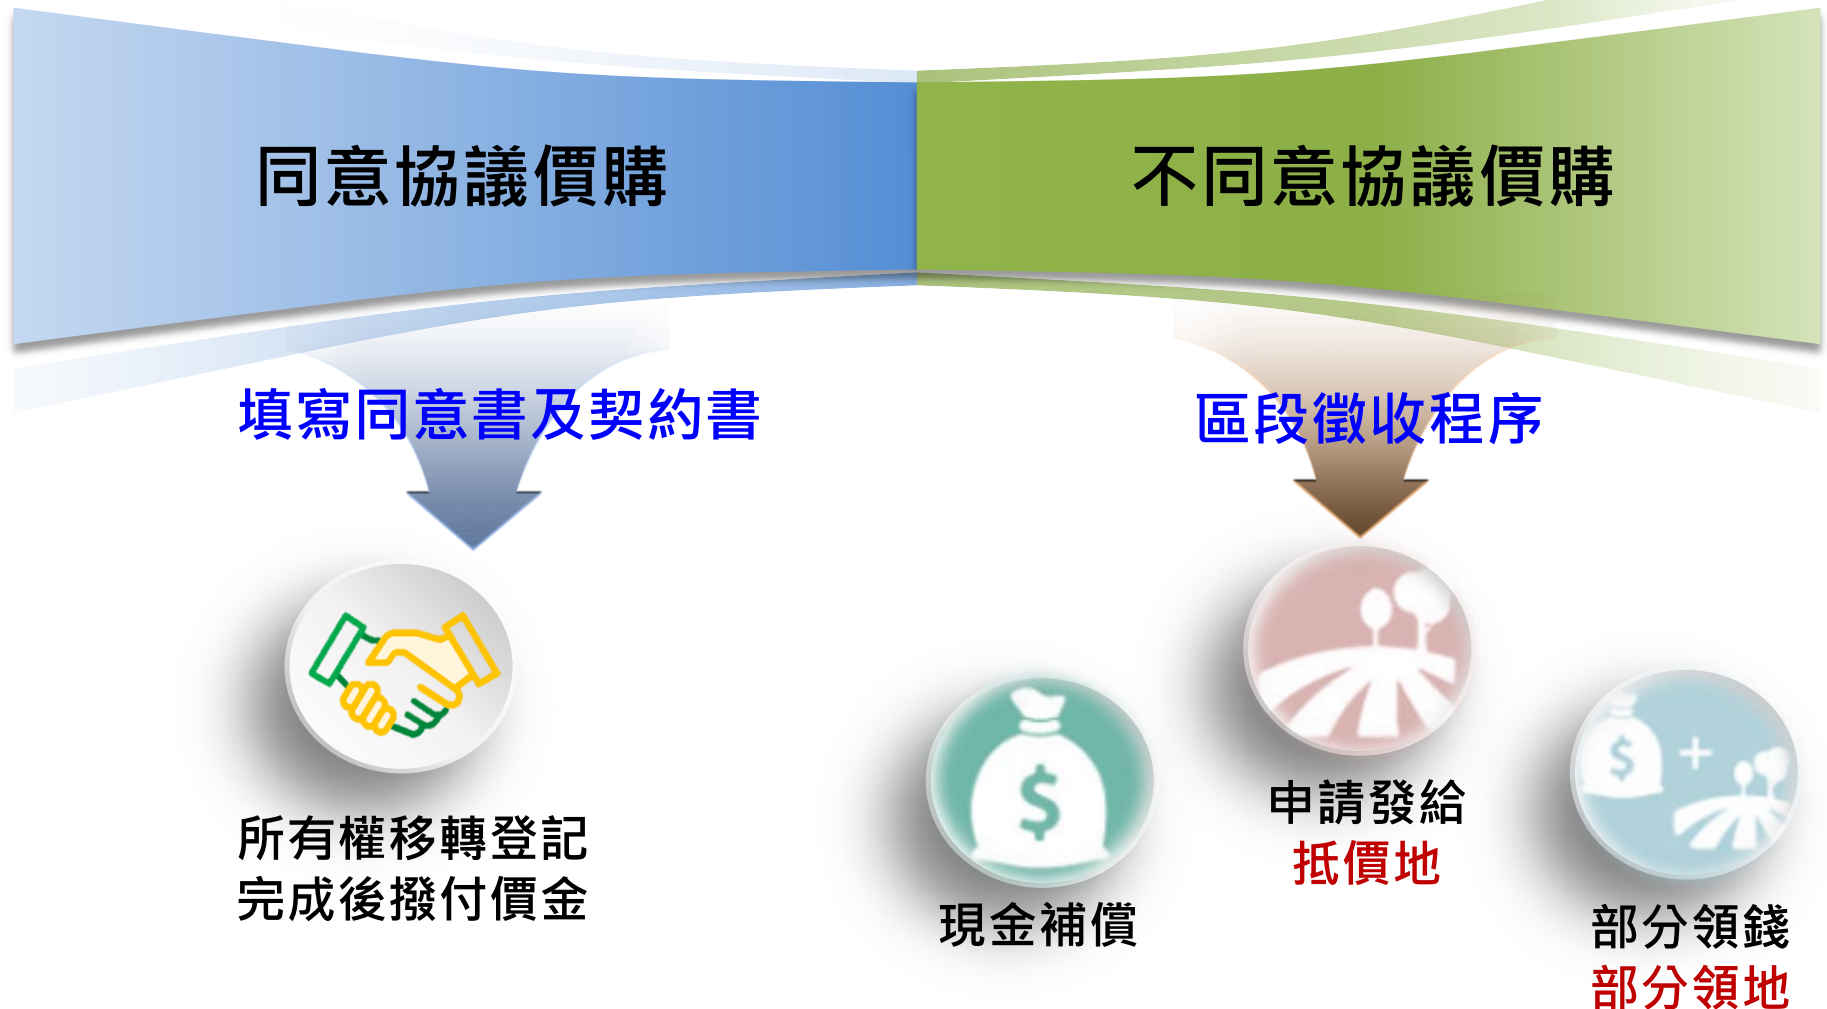 同意協議價購
不同意協議價購
填寫同意書及契約書
區段徵收程序
所有權移轉登記
完成後撥付價金
$
現金補償
申請發給
抵價地
$ +
部分領錢
部分領地